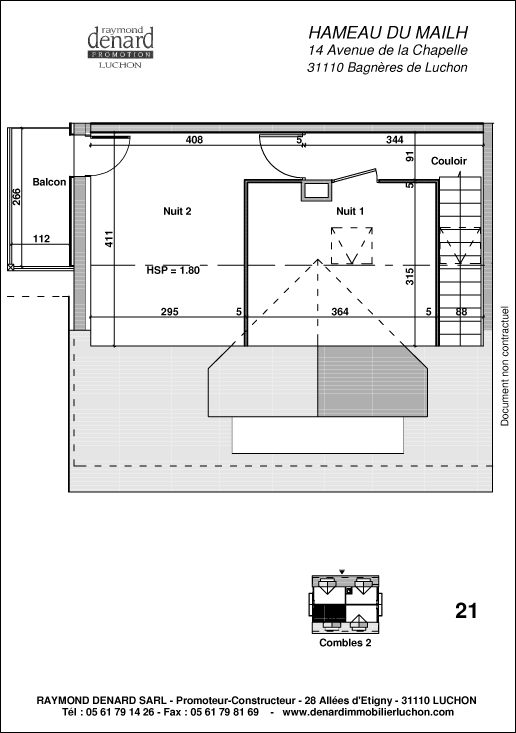 raymond
denard
PROMOTION
LUCHON
HAMEAU DU MAILH
14 Avenue de la Chapelle
31110 Bagnères de Luchon
408
5
344
91
Couloir
5
Balcon
266
112
Nuit 2
Nuit 1
411
HSP = 1.80
315
295
5
364
5
88
Document non contractuel
21
Combles 2
RAYMOND DENARD SARL - Promoteur-Constructeur - 28 Allées d'Etigny - 31110 LUCHON
Tél : 05 61 79 14 26 - Fax : 05 61 79 81 69 - www.denardimmobilierluchon.com